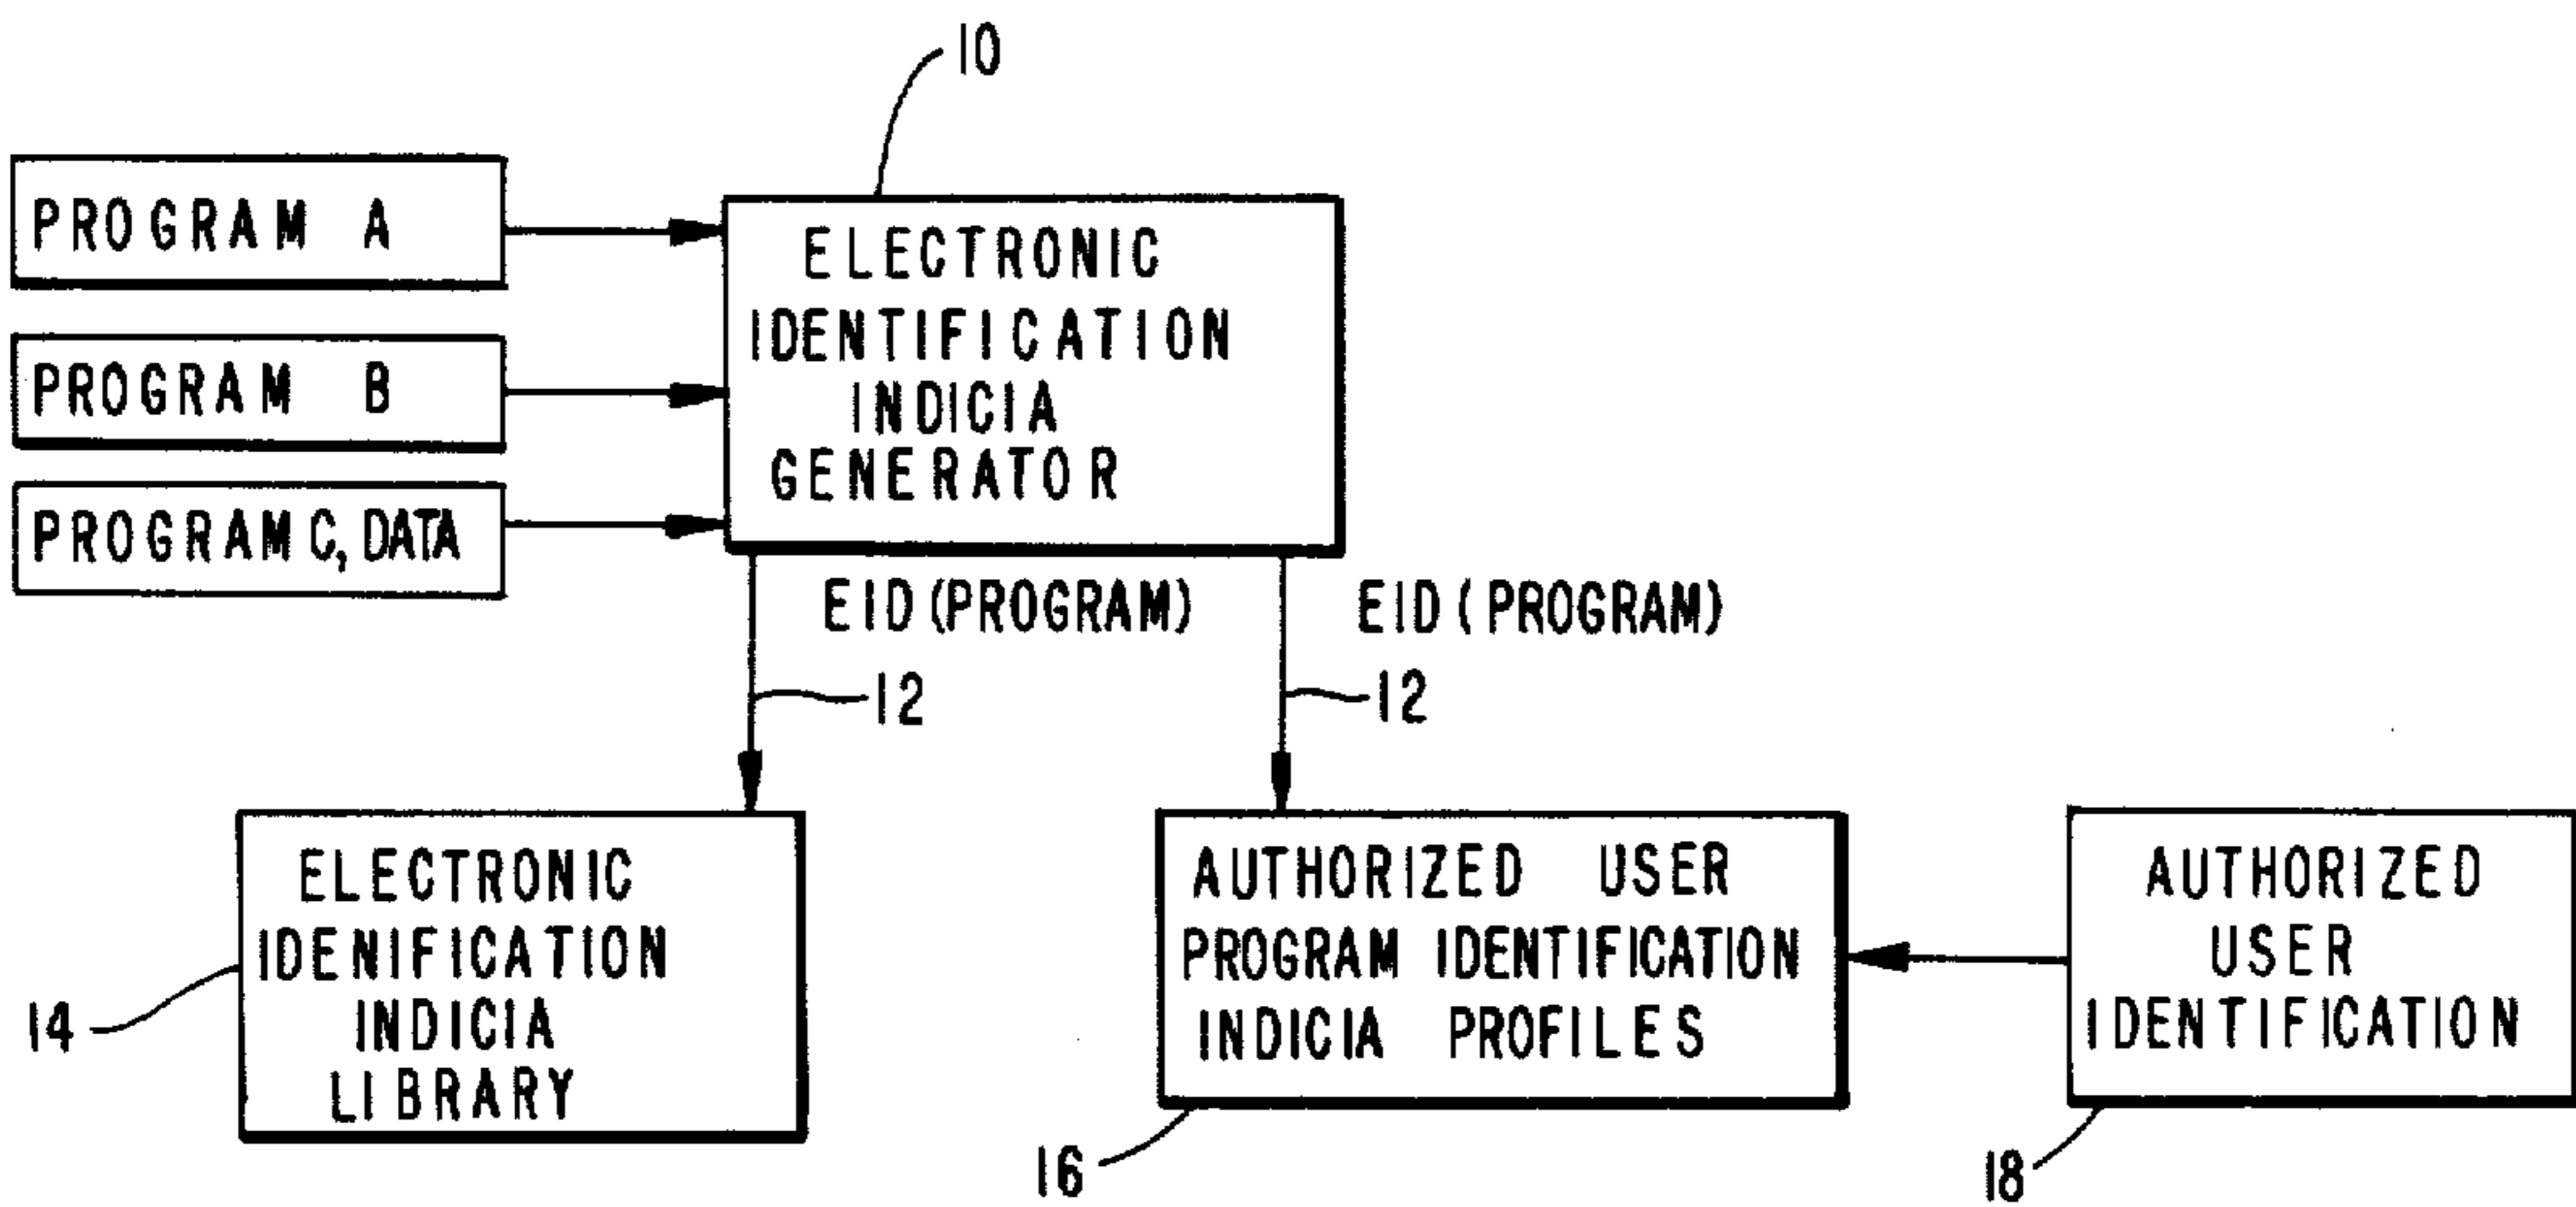 10
PROGRAM A
PROGRAM B
PROGRAM C, DATA
ELECTRONIC
IDENTIFICATION
INDICIA
GENERATOR
EID (PROGRAM)
EID (PROGRAM)
12
12
ELECTRONIC
IDENIFICATION
INDICIA
LIBRARY
14
AUTHORIZED USER
PROGRAM IDENTIFICATION
INDICIA PROFILES
16
AUTHORIZED
USER
IDENTIFICATION
18